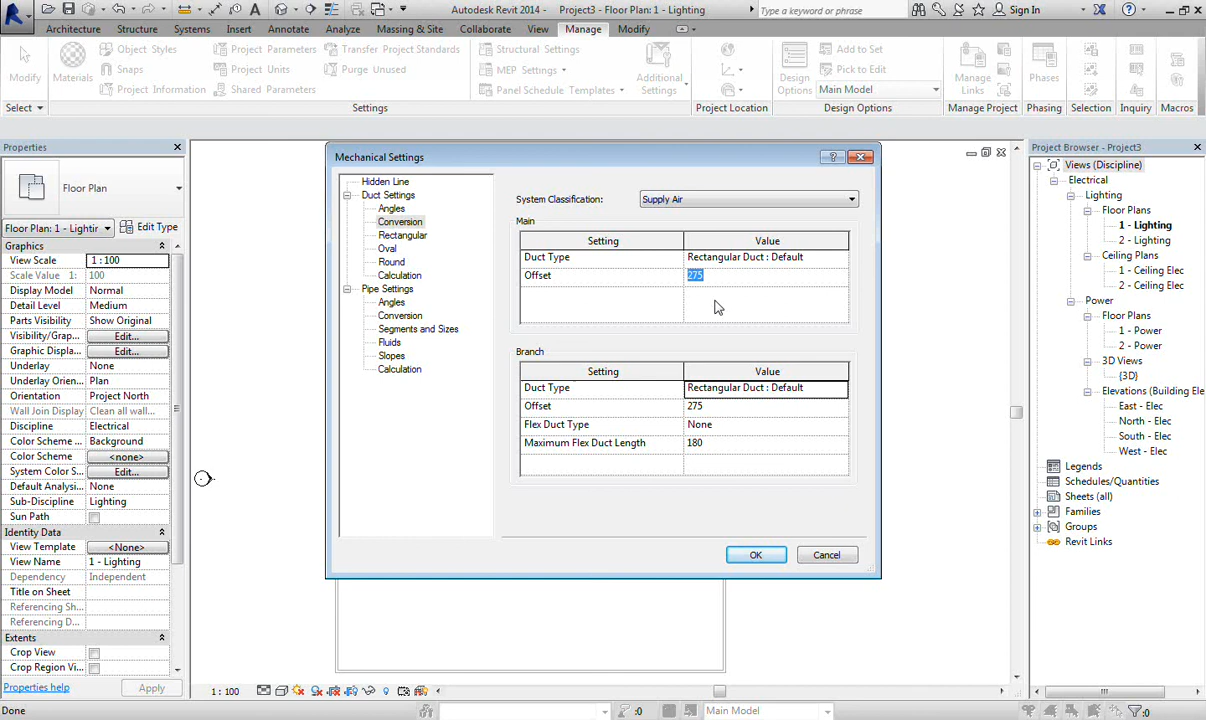 Autodesk Revit 2014 - Project3 - Floor Plan: 1 - Lighting
Type a keyword or phrase
Sign In
Architecture Structure Systems Insert Annotate Analyze Massing & Site Collaborate View Manage Modify
Modify
Materials
Object Styles
Snaps
Project Information
Project Parameters
Project Units
Shared Parameters
Transfer Project Standards
Purge Unused
Structural Settings
MEP Settings
Panel Schedule Templates
Additional Settings
Design Options
Add to Set
Pick to Edit
Main Model
Manage Links
Phases
Select
Settings
Project Location
Design Options
Manage Project
Phasing
Selection
Inquiry
Macros
Properties
Floor Plan
Floor Plan: 1 - Lightir
Edit Type
Graphics
View Scale 1 : 100
Scale Value 1: 100
Display Model Normal
Detail Level Medium
Parts Visibility Show Original
Visibility/Grap... Edit...
Graphic Displa... Edit...
Underlay None
Underlay Orien... Plan
Orientation Project North
Wall Join Display Clean all wall...
Discipline Electrical
Color Scheme ... Background
Color Scheme <none>
System Color S... Edit...
Default Analysi... None
Sub-Discipline Lighting
Sun Path
Identity Data
View Template <None>
View Name 1 - Lighting
Dependency Independent
Title on Sheet
Referencing Sh...
Referencing D...
Extents
Crop View
Crop Region Vi...
Properties help
Apply
Mechanical Settings
Hidden Line
Duct Settings
Angles
Conversion
Rectangular
Oval
Round
Calculation
Pipe Settings
Angles
Conversion
Segments and Sizes
Fluids
Slopes
Calculation
System Classification: Supply Air
Main
Setting Value
Duct Type Rectangular Duct : Default
Offset 275
Branch
Setting Value
Duct Type Rectangular Duct : Default
Offset 275
Flex Duct Type None
Maximum Flex Duct Length 180
OK
Cancel
Project Browser - Project3
Views (Discipline)
Electrical
Lighting
Floor Plans
1 - Lighting
2 - Lighting
Ceiling Plans
1 - Ceiling Elec
2 - Ceiling Elec
Power
Floor Plans
1 - Power
2 - Power
3D Views
{3D}
Elevations (Building Ele
East - Elec
North - Elec
South - Elec
West - Elec
Legends
Schedules/Quantities
Sheets (all)
Families
Groups
Revit Links
1 : 100
Done
:0
Main Model
:0